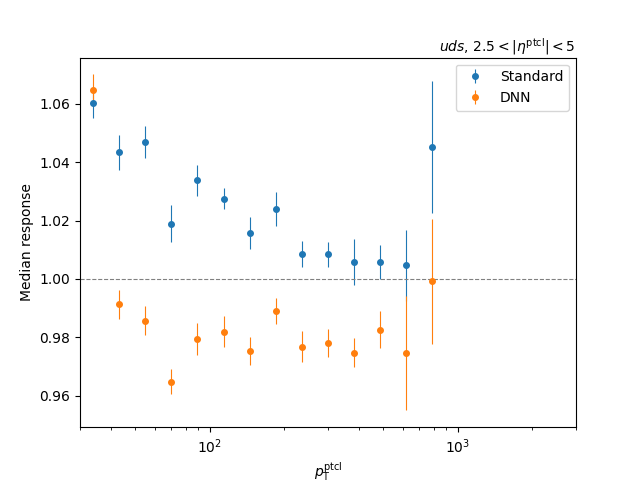 uds, 2.5 < |η^ptcl| < 5
Standard
DNN
1.06
1.04
1.02
1.00
0.98
0.96
Median response
10^2
10^3
p_T^ptcl